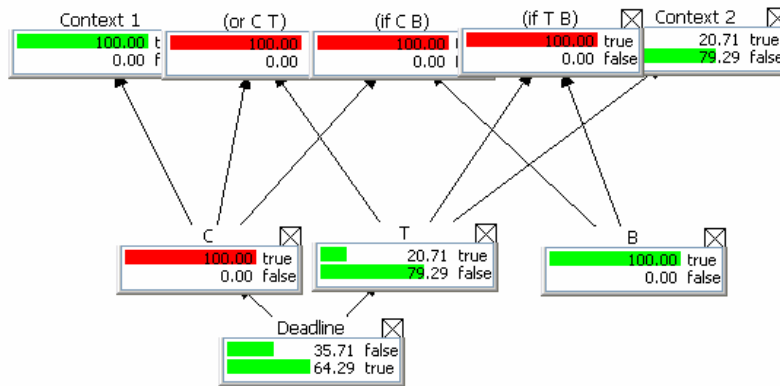 Context 1
100.00 t
0.00 f
(or C T)
100.00
0.00
(if C B)
100.00
0.00
(if T B)
100.00 true
0.00 false
Context 2
20.71 true
79.29 false
C
100.00 true
0.00 false
T
20.71 true
79.29 false
B
100.00 true
0.00 false
Deadline
35.71 false
64.29 true